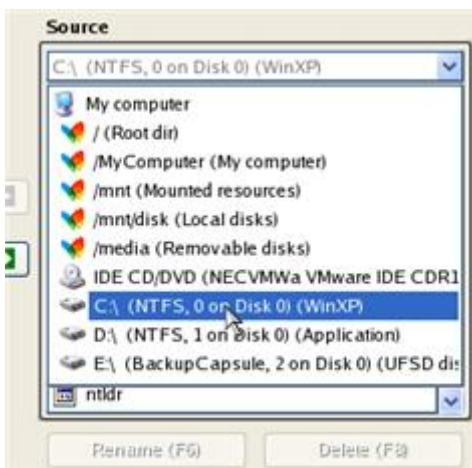 Source
C:\ (NTFS, 0 on Disk 0) (WinXP)
My computer
/ (Root dir)
/MyComputer (My computer)
/mnt (Mounted resources)
/mnt/disk (Local disks)
/media (Removable disks)
IDE CD/DVD (NECVMWa VMware IDE CDR1
C:\ (NTFS, 0 on Disk 0) (WinXP)
D:\ (NTFS, 1 on Disk 0) (Application)
E:\ (BackupCapsule, 2 on Disk 0) (UFSD di
ntldr
Rename (F6)
Delete (F8)